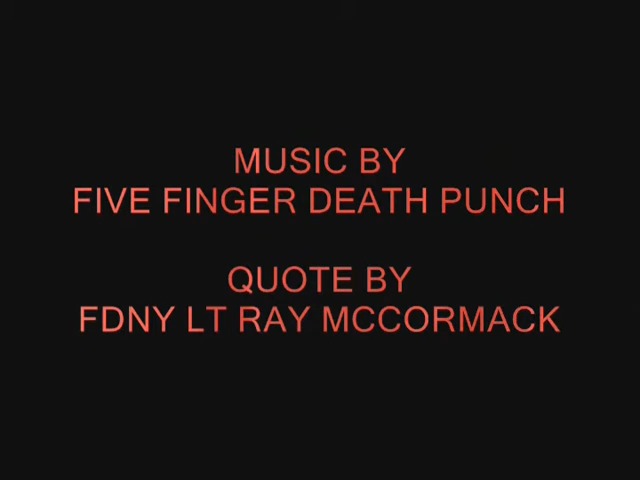 MUSIC BY
FIVE FINGER DEATH PUNCH
QUOTE BY
FDNY LT RAY MCCORMACK